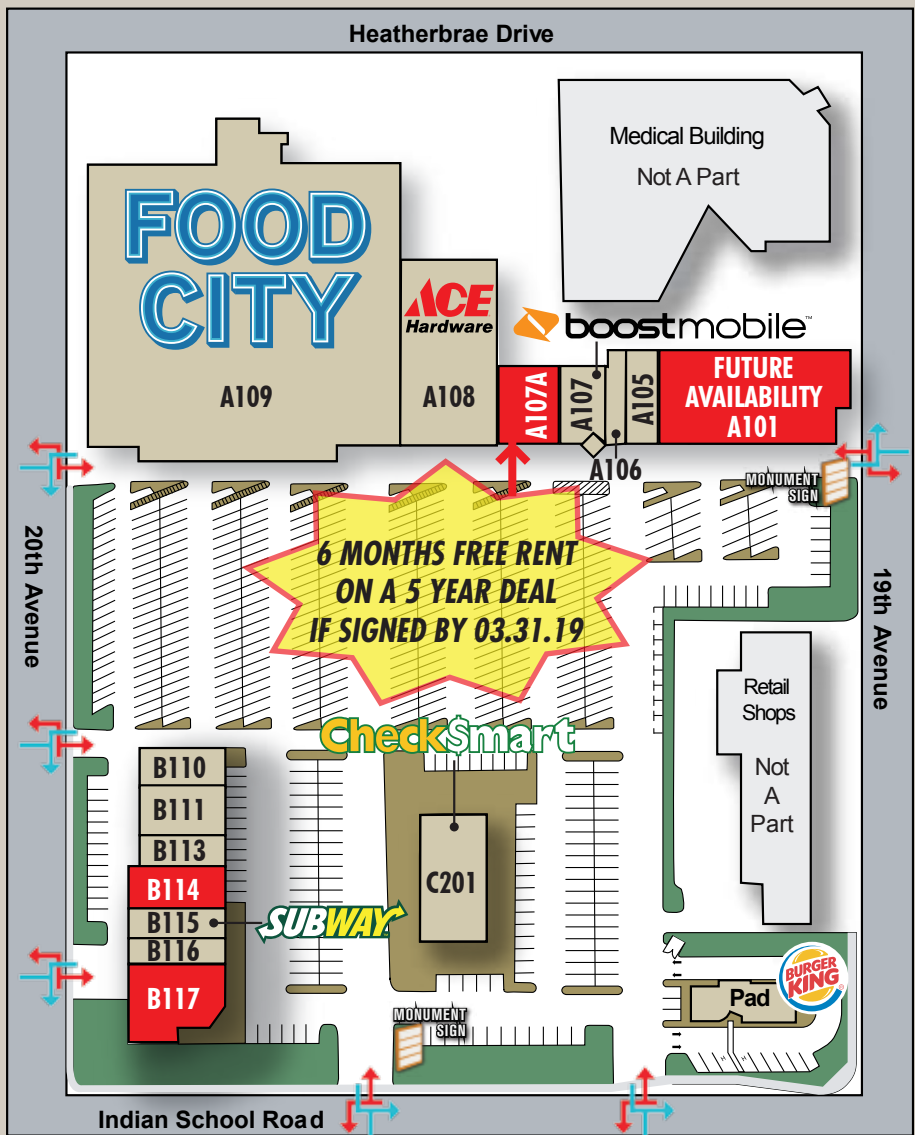 Heatherbrae Drive
Medical Building
Not A Part
FOOD
CITY
ACE
Hardware
boostmobile™
A109
A108
A107A
A107
A106
A105
FUTURE
AVAILABILITY
A101
MONUMENT
SIGN
20th Avenue
19th Avenue
6 MONTHS FREE RENT
ON A 5 YEAR DEAL
IF SIGNED BY 03.31.19
Check$mart
Retail
Shops
Not
A
Part
B110
B111
B113
B114
B115
B116
B117
SUBWAY
C201
BURGER
KING
Pad
MONUMENT
SIGN
Indian School Road